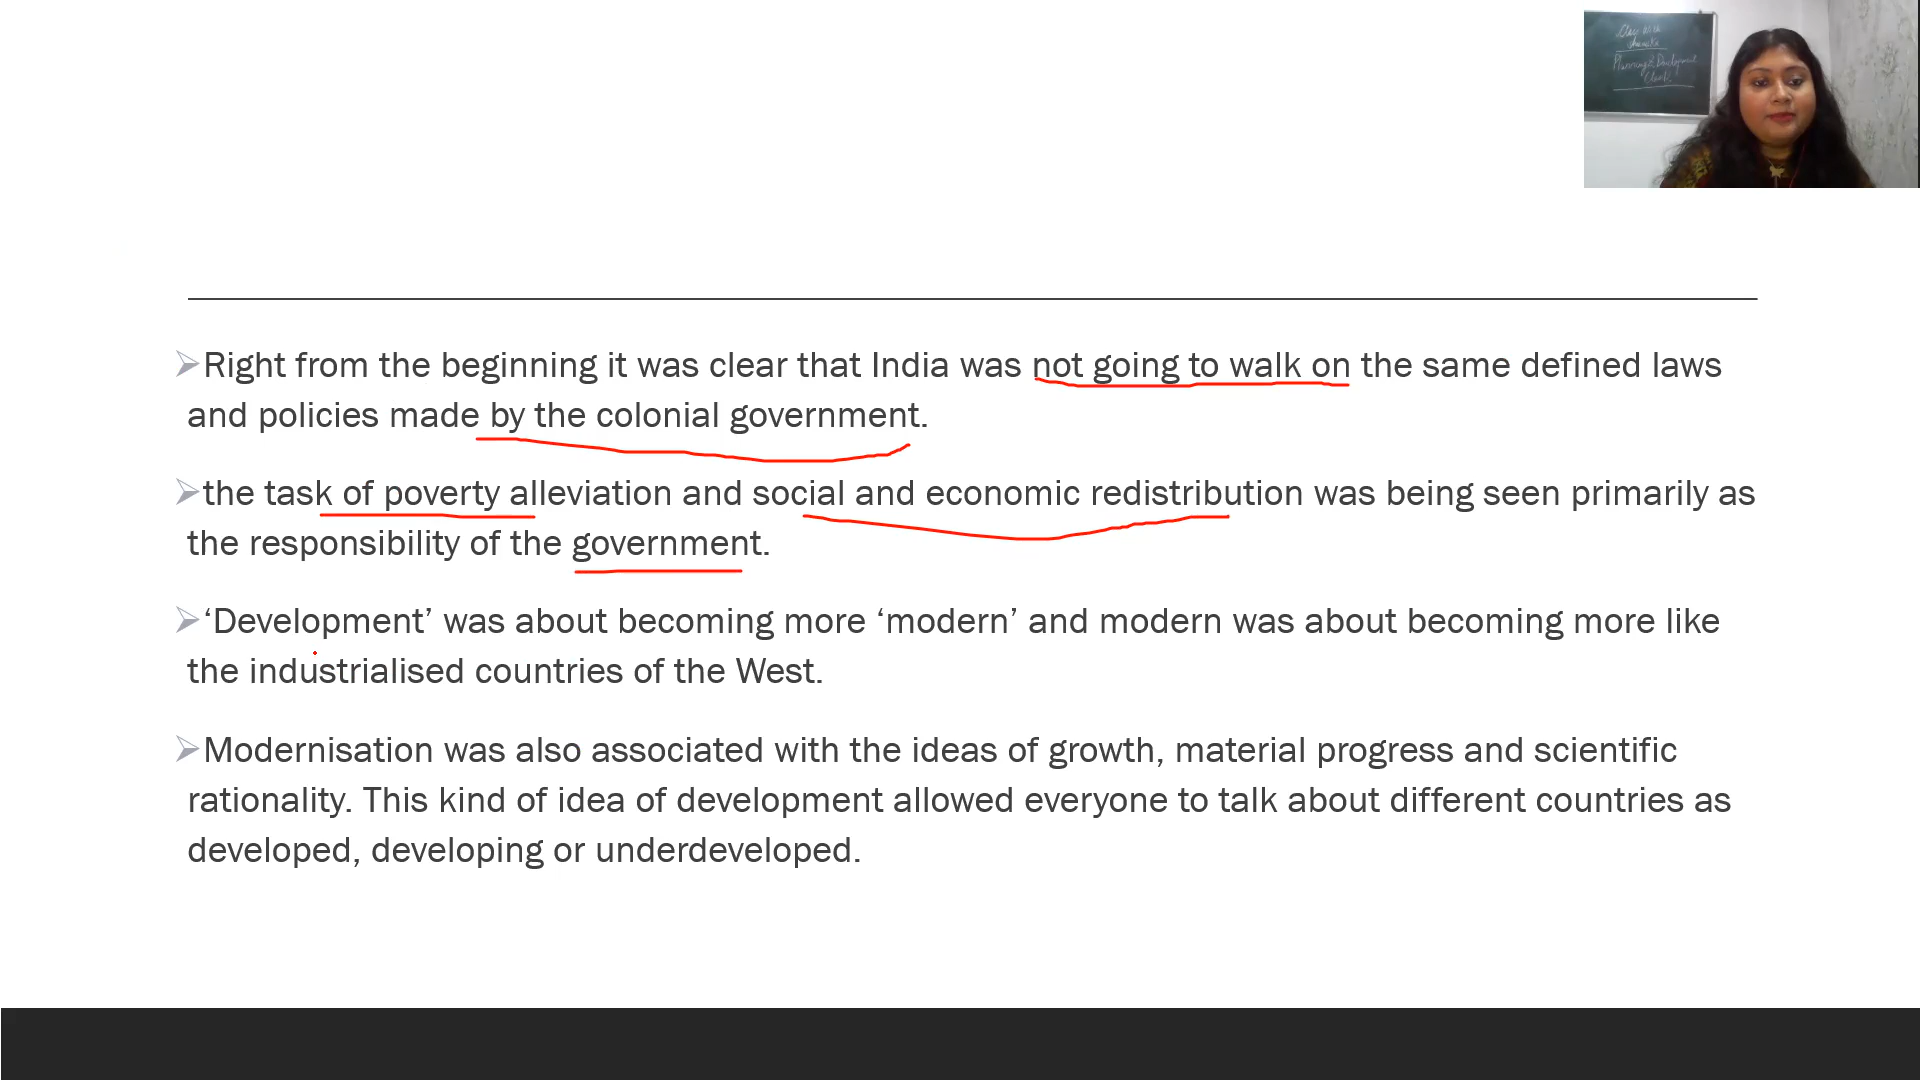 Planning & Development
Class
➢Right from the beginning it was clear that India was not going to walk on the same defined laws
and policies made by the colonial government.
➢the task of poverty alleviation and social and economic redistribution was being seen primarily as
the responsibility of the government.
➢‘Development’ was about becoming more ‘modern’ and modern was about becoming more like
the industrialised countries of the West.
➢Modernisation was also associated with the ideas of growth, material progress and scientific
rationality. This kind of idea of development allowed everyone to talk about different countries as
developed, developing or underdeveloped.